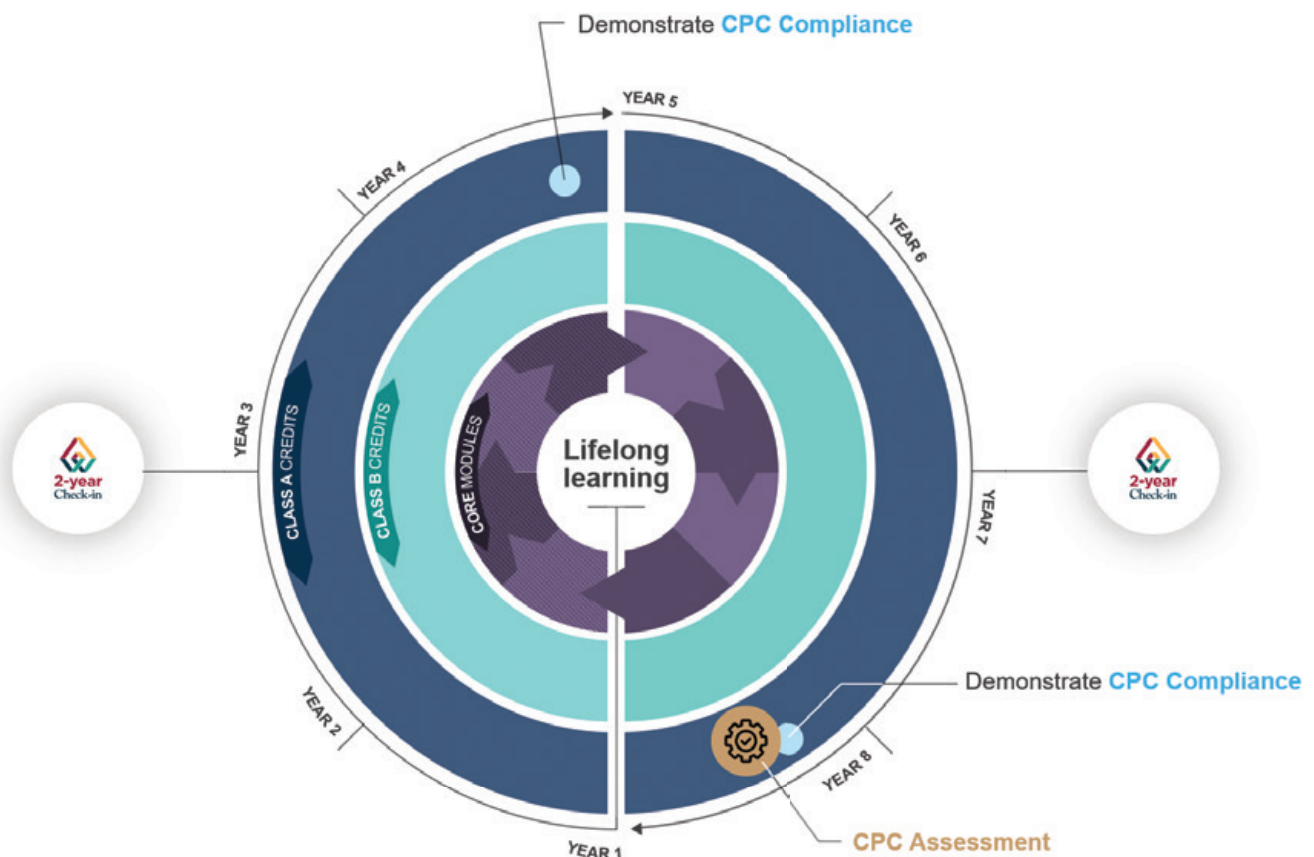 Demonstrate CPC Compliance
YEAR 5
YEAR 4
YEAR 6
YEAR 3
CLASS A CREDITS
CLASS B CREDITS
CORE MODULES
Lifelong
learning
2-year
Check-in
2-year
Check-in
YEAR 7
Demonstrate CPC Compliance
YEAR 2
YEAR 8
CPC Assessment
YEAR 1